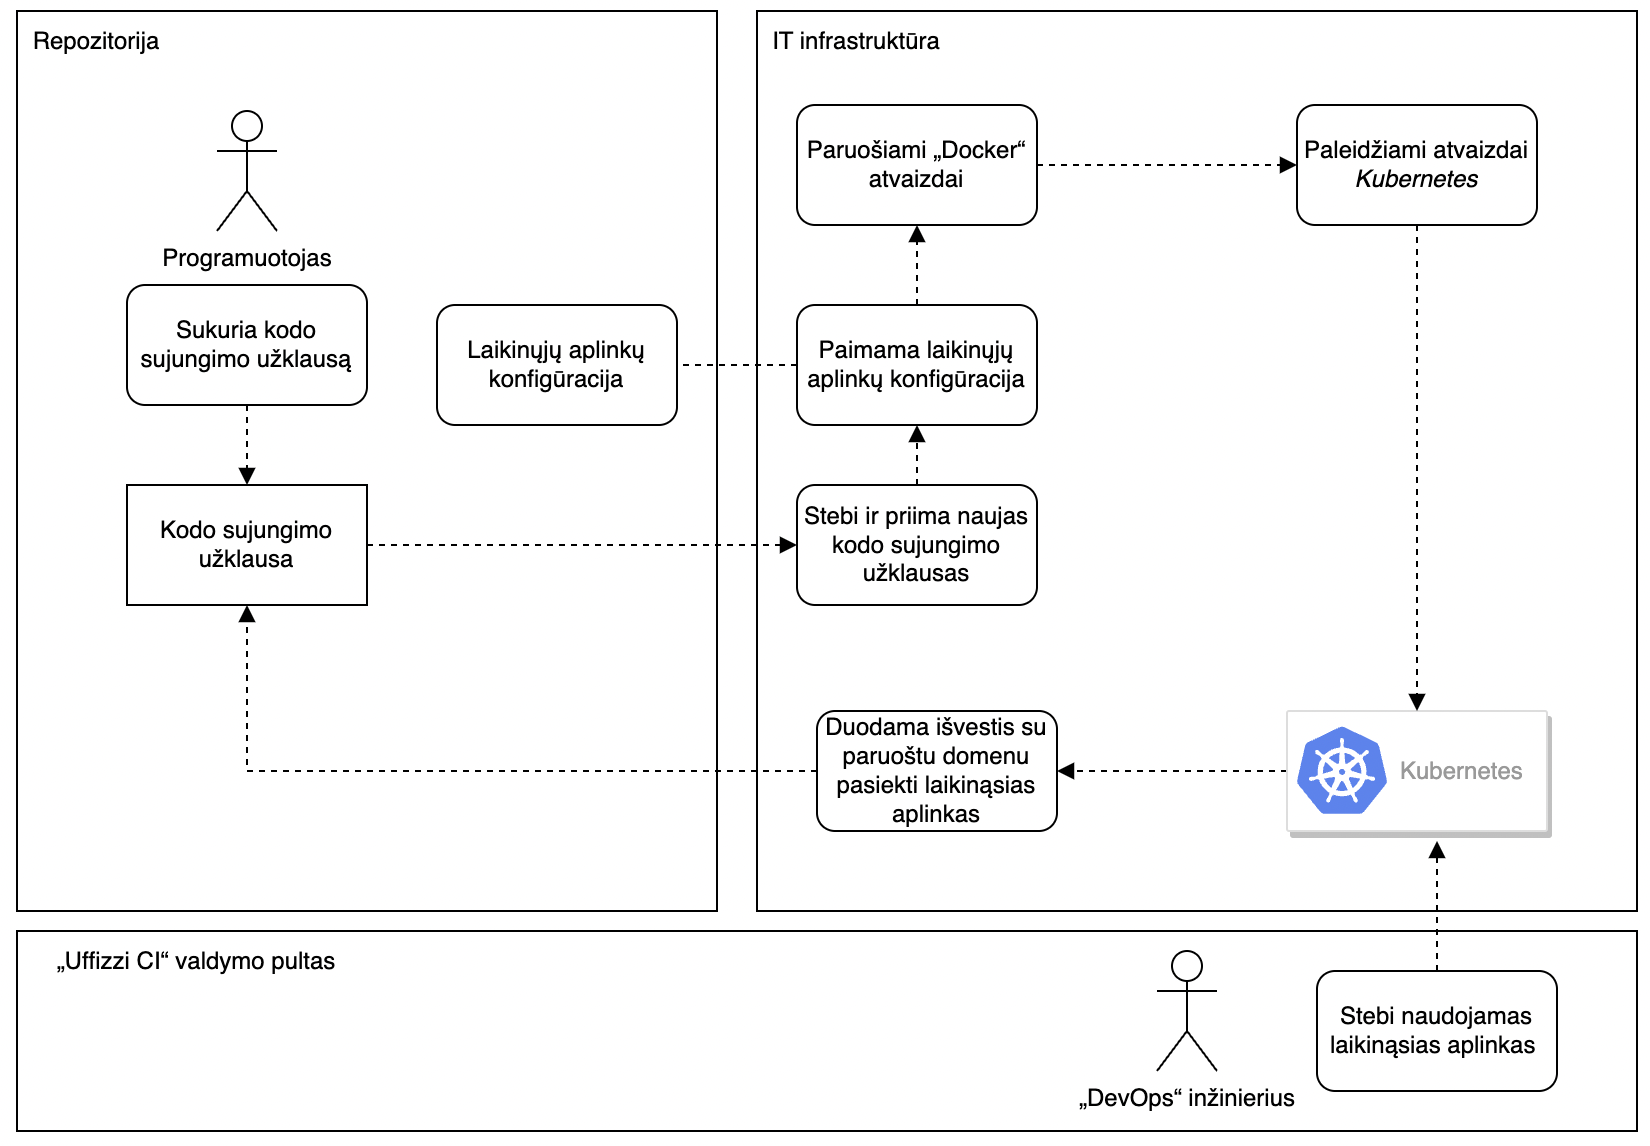 Repozitorija
Programuotojas
Sukuria kodo
sujungimo užklausą
Laikinųjų aplinkų
konfigūracija
Kodo sujungimo
užklausa
IT infrastruktūra
Paruošiami „Docker“
atvaizdai
Paleidžiami atvaizdai
Kubernetes
Paimama laikinųjų
aplinkų konfigūracija
Stebi ir priima naujas
kodo sujungimo
užklausas
Duodama išvestis su
paruoštu domenu
pasiekti laikinąsias
aplinkas
Kubernetes
„Uffizzi CI“ valdymo pultas
„DevOps“ inžinierius
Stebi naudojamas
laikinąsias aplinkas